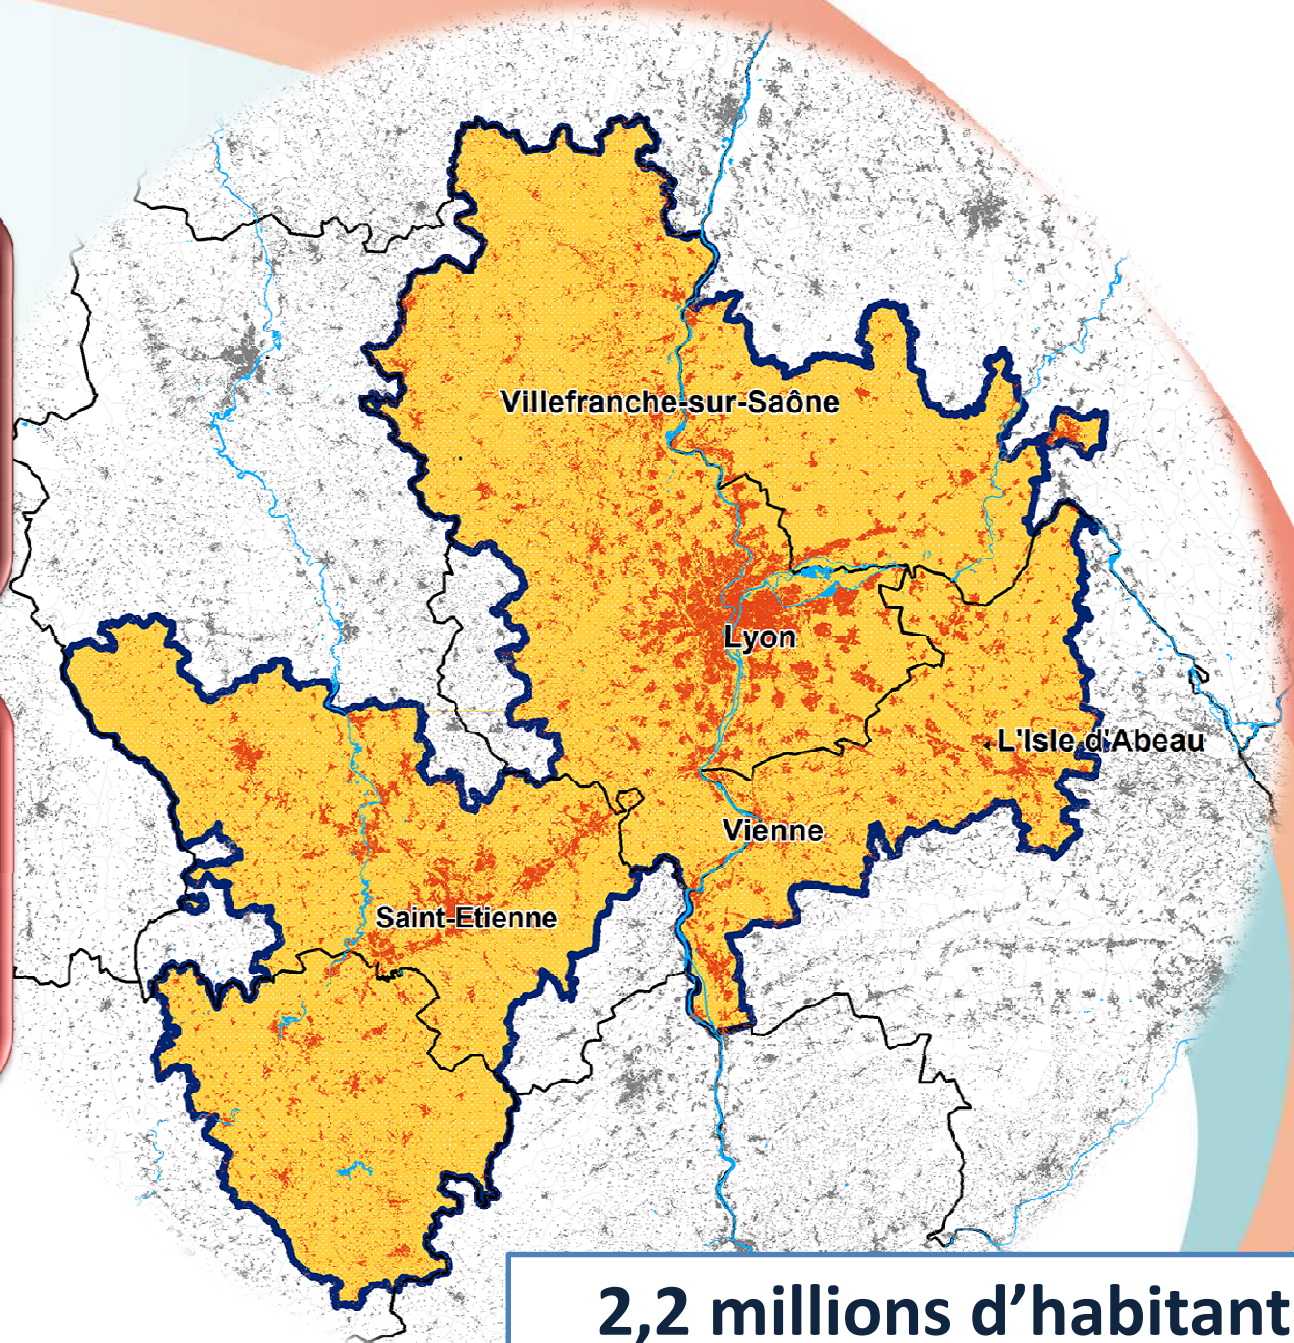 Villefranche-sur-Saône
Lyon
L'Isle d'Abeau
Vienne
Saint-Etienne
2,2 millions d’habitant